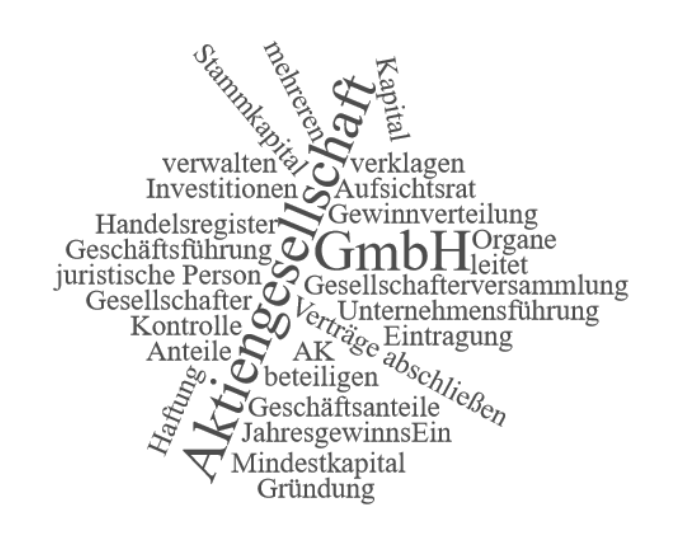 Stammkapital
mehreren
Kapital
Aktiengesellschaft
verwalten
verklagen
Investitionen
Aufsichtsrat
Gewinnverteilung
Handelsregister
GmbH
Organe
Geschäftsführung
leitet
juristische Person
Gesellschafterversammlung
Gesellschafter
Unternehmensführung
Verträge abschließen
Kontrolle
Eintragung
Anteile
AK
Haftung
beteiligen
Geschäftsanteile
JahresgewinnsEin
Mindestkapital
Gründung